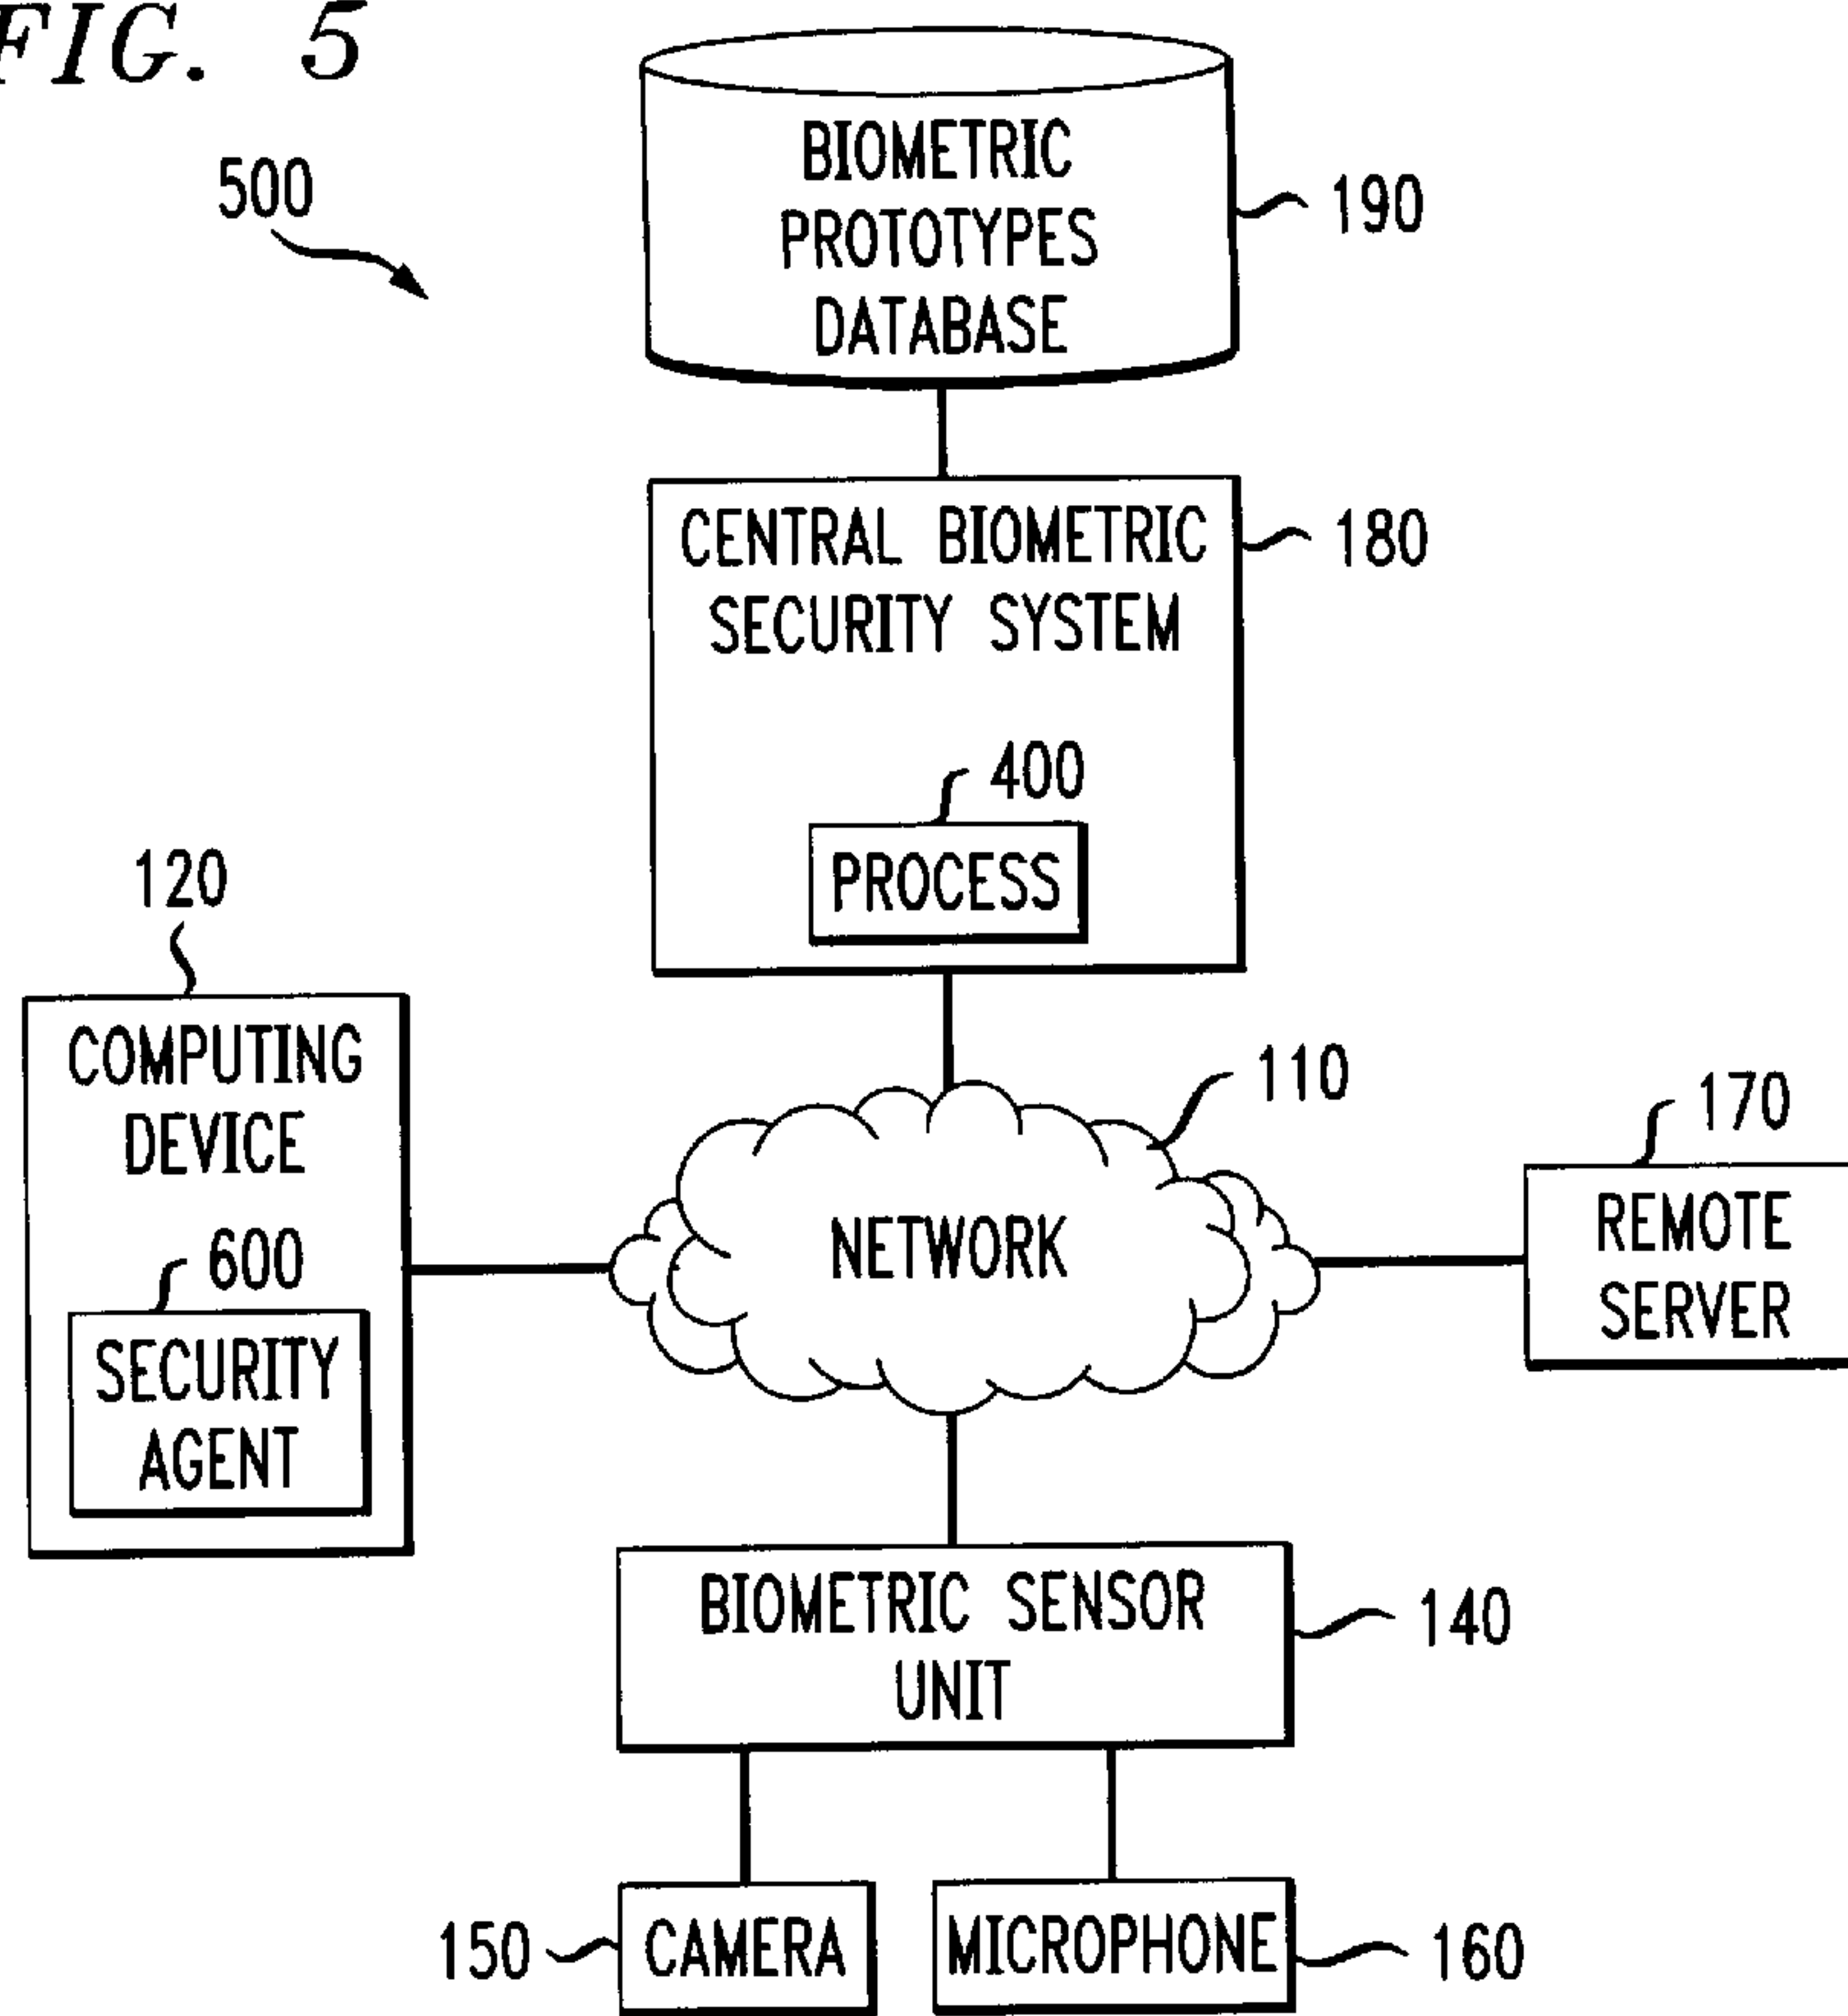 FIG. 5
500
BIOMETRIC
PROTOTYPES
DATABASE
190
CENTRAL BIOMETRIC
SECURITY SYSTEM
180
400
PROCESS
120
COMPUTING
DEVICE
600
SECURITY
AGENT
110
NETWORK
170
REMOTE
SERVER
BIOMETRIC SENSOR
UNIT
140
150
CAMERA
MICROPHONE
160